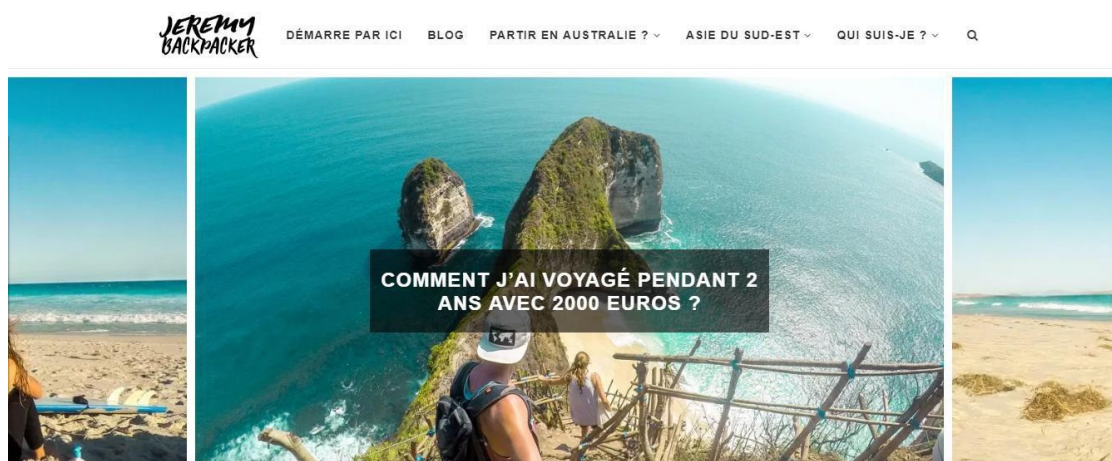 JEREMY
BACKPACKER
DÉMARRE PAR ICI BLOG PARTIR EN AUSTRALIE ? ASIE DU SUD-EST QUI SUIS-JE ?
COMMENT J'AI VOYAGÉ PENDANT 2
ANS AVEC 2000 EUROS ?